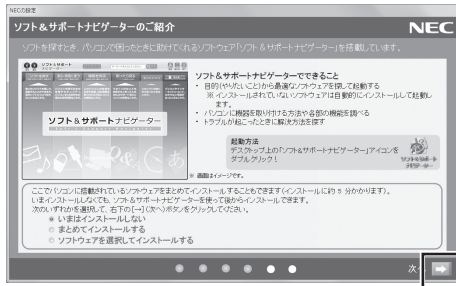 NECの設定
ソフト&サポートナビゲーターのご紹介
NEC
ソフトを探すとき、パソコンで困ったときに助けてくれるソフトウェア「ソフト&サポートナビゲーター」を搭載しています。
ソフト&サポートナビゲーター
ソフト&サポートナビゲーターでできること
・ 目的(やりたいこと)から最適なソフトウェアを探して起動する
※ インストールされていないソフトウェアは自動的にインストールして起動し
ます。
・ パソコンに機器を取り付ける方法や各部の機能を調べる
・ トラブルが起こったときに解決方法を探す
起動方法
デスクトップ上の「ソフト&サポートナビゲーター」アイコンを
ダブルクリック!
ソフト&サポート
ナビゲーター
※ 画面はイメージです。
ここでパソコンに搭載されているソフトウェアをまとめてインストールすることもできます(インストールに約 5 分かかります)。
いまインストールしなくても、ソフト&サポートナビゲーターを使って後からインストールできます。
次のいずれかを選択して、右下の[→](次へ)ボタンをクリックしてください。
いまはインストールしない
まとめてインストールする
ソフトウェアを選択してインストールする
次へ